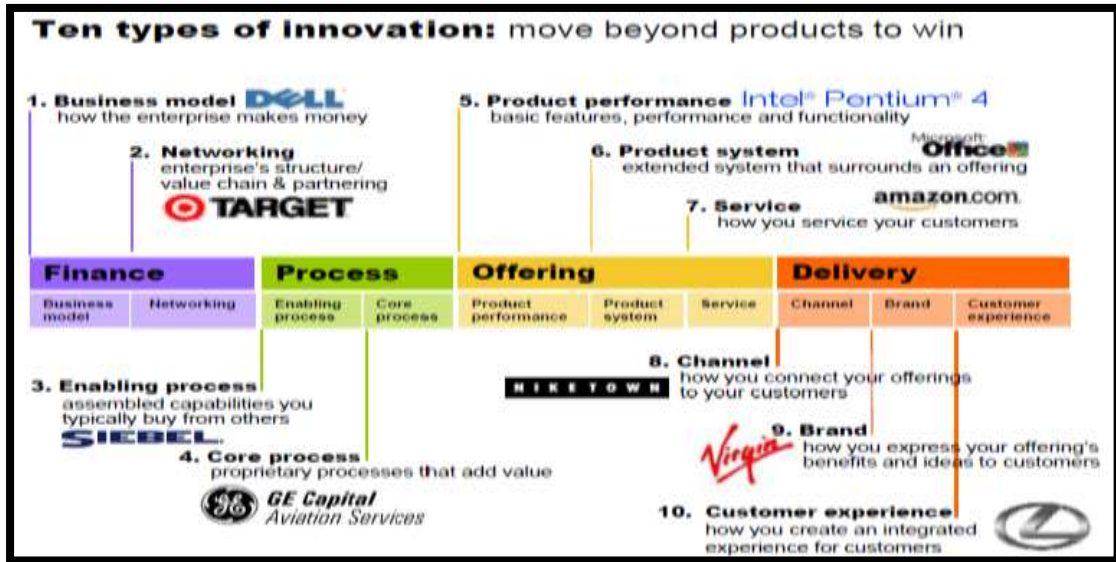 Ten types of innovation: move beyond products to win
1. Business model DELL
how the enterprise makes money
2. Networking
enterprise's structure/
value chain & partnering
TARGET
5. Product performance Intel® Pentium® 4
basic features, performance and functionality
6. Product system Microsoft® Office
extended system that surrounds an offering
7. Service amazon.com.
how you service your customers
Finance Process Offering Delivery
Business model Networking Enabling process Core process Product performance Product system Service Channel Brand Customer experience
3. Enabling process
assembled capabilities you
typically buy from others
SIEBEL.
4. Core process
proprietary processes that add value
GE GE Capital
Aviation Services
8. Channel
NIKETOWN how you connect your offerings
to your customers
9. Brand
Virgin how you express your offering's
benefits and ideas to customers
10. Customer experience
how you create an integrated
experience for customers